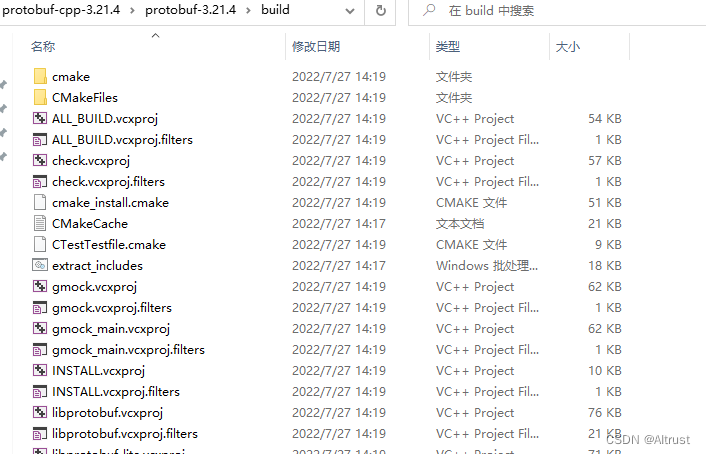 protobuf-cpp-3.21.4 > protobuf-3.21.4 > build 在 build 中搜索
名称 修改日期 类型 大小
cmake 2022/7/27 14:19 文件夹
CMakeFiles 2022/7/27 14:19 文件夹
ALL_BUILD.vcxproj 2022/7/27 14:19 VC++ Project 54 KB
ALL_BUILD.vcxproj.filters 2022/7/27 14:19 VC++ Project Fil... 1 KB
check.vcxproj 2022/7/27 14:19 VC++ Project 57 KB
check.vcxproj.filters 2022/7/27 14:19 VC++ Project Fil... 1 KB
cmake_install.cmake 2022/7/27 14:19 CMAKE 文件 51 KB
CMakeCache 2022/7/27 14:17 文本文档 21 KB
CTestTestfile.cmake 2022/7/27 14:19 CMAKE 文件 9 KB
extract_includes 2022/7/27 14:17 Windows 批处理... 18 KB
gmock.vcxproj 2022/7/27 14:19 VC++ Project 62 KB
gmock.vcxproj.filters 2022/7/27 14:19 VC++ Project Fil... 1 KB
gmock_main.vcxproj 2022/7/27 14:19 VC++ Project 62 KB
gmock_main.vcxproj.filters 2022/7/27 14:19 VC++ Project Fil... 1 KB
INSTALL.vcxproj 2022/7/27 14:19 VC++ Project 10 KB
INSTALL.vcxproj.filters 2022/7/27 14:19 VC++ Project Fil... 1 KB
libprotobuf.vcxproj 2022/7/27 14:19 VC++ Project 76 KB
libprotobuf.vcxproj.filters 2022/7/27 14:19 VC++ Project Fil... 21 KB
libprotobuf-lite.vcxproj 2022/7/27 14:19 VC++ Project 71 KB
CSDN @Altrust